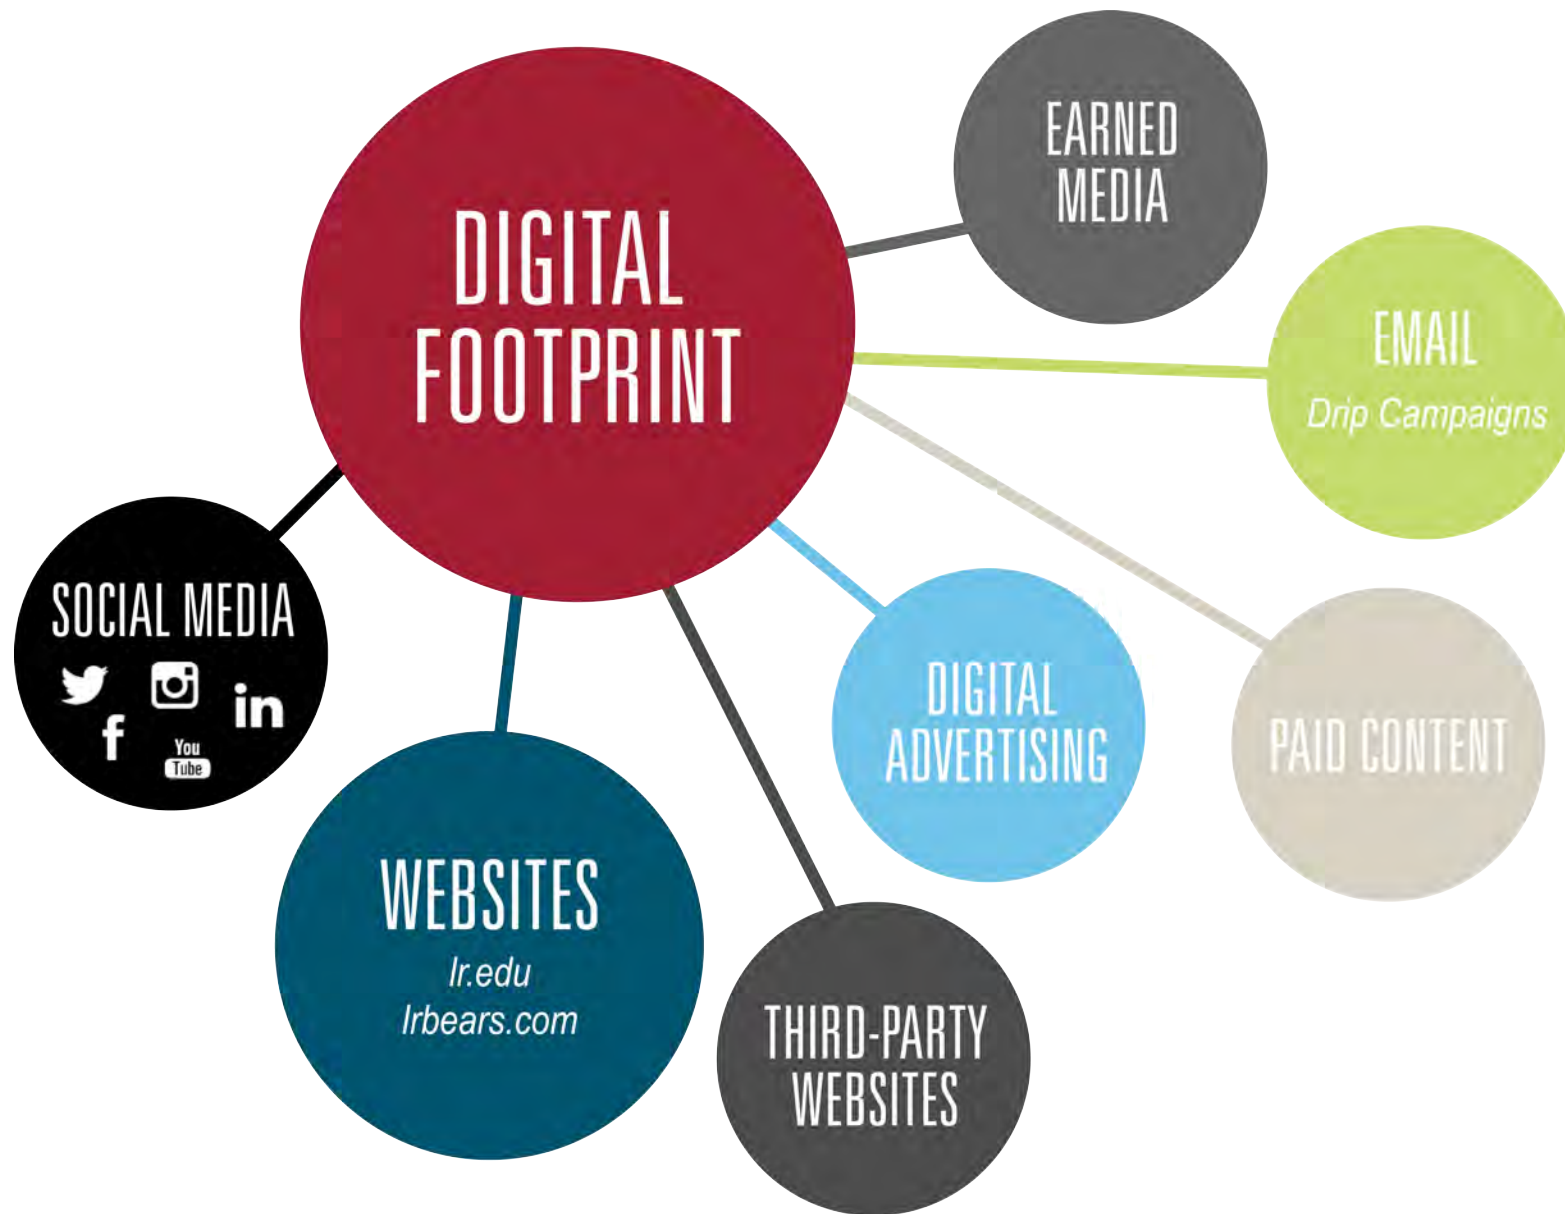 DIGITAL
FOOTPRINT
EARNED
MEDIA
EMAIL
Drip Campaigns
SOCIAL MEDIA
f
in
You
Tube
WEBSITES
lr.edu
lrbears.com
THIRD-PARTY
WEBSITES
DIGITAL
ADVERTISING
PAID CONTENT